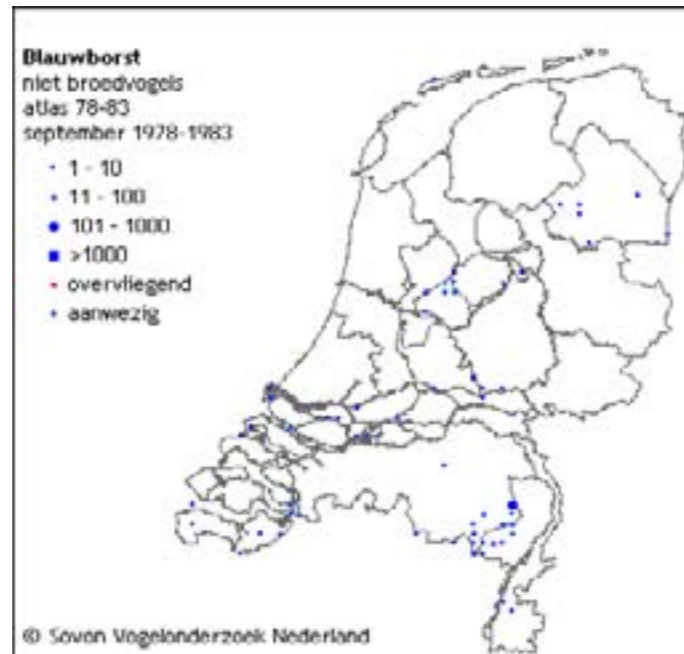 Blauwborst
niet broedvogels
atlas 78-83
september 1978-1983
1 - 10
11 - 100
101 - 1000
>1000
overvliegend
aanwezig
© Sovon Vogelonderzoek Nederland